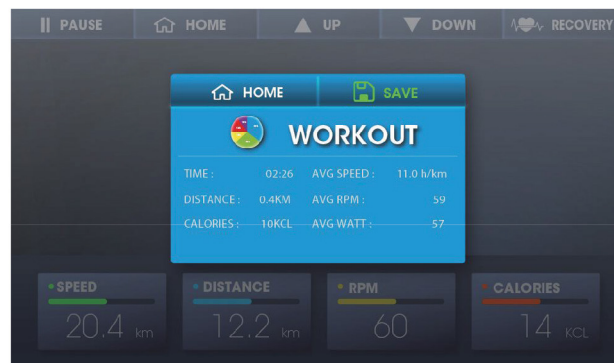 PAUSE HOME UP DOWN RECOVERY
HOME SAVE
WORKOUT
TIME : 02:26 AVG SPEED : 11.0 h/km
DISTANCE : 0.4KM AVG RPM : 59
CALORIES : 10KCL AVG WATT : 57
SPEED DISTANCE RPM CALORIES
20.4 km 12.2 km 60 14 KCL